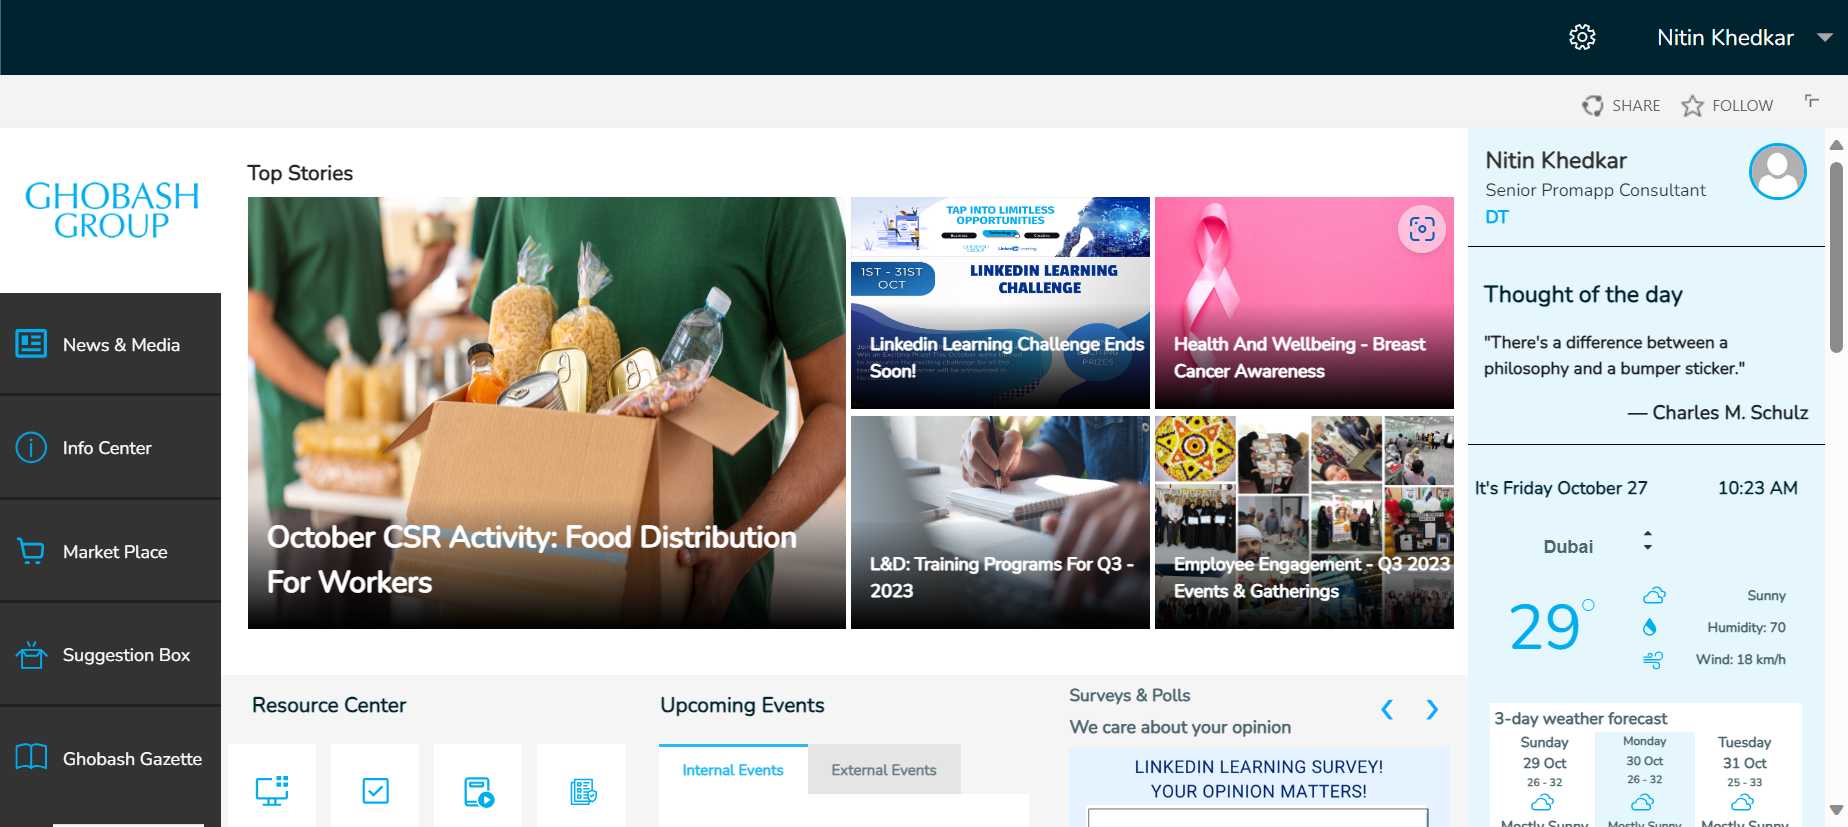 Nitin Khedkar
SHARE
FOLLOW
GHOBASH
GROUP
News & Media
Info Center
Market Place
Suggestion Box
Ghobash Gazette
Top Stories
October CSR Activity: Food Distribution
For Workers
TAP INTO LIMITLESS
OPPORTUNITIES
1ST - 31ST
OCT
LINKEDIN LEARNING
CHALLENGE
Linkedin Learning Challenge Ends
Soon!
PRIZES
Health And Wellbeing - Breast
Cancer Awareness
L&D: Training Programs For Q3 -
2023
Employee Engagement - Q3 2023
Events & Gatherings
Resource Center
Upcoming Events
Internal Events
External Events
Surveys & Polls
We care about your opinion
LINKEDIN LEARNING SURVEY!
YOUR OPINION MATTERS!
Nitin Khedkar
Senior Promapp Consultant
DT
Thought of the day
"There's a difference between a
philosophy and a bumper sticker."
— Charles M. Schulz
It's Friday October 27
10:23 AM
Dubai
29°
Sunny
Humidity: 70
Wind: 18 km/h
3-day weather forecast
Sunday
29 Oct
26 - 32
Mostly Sunny
Monday
30 Oct
26 - 32
Mostly Sunny
Tuesday
31 Oct
25 - 33
Mostly Sunny